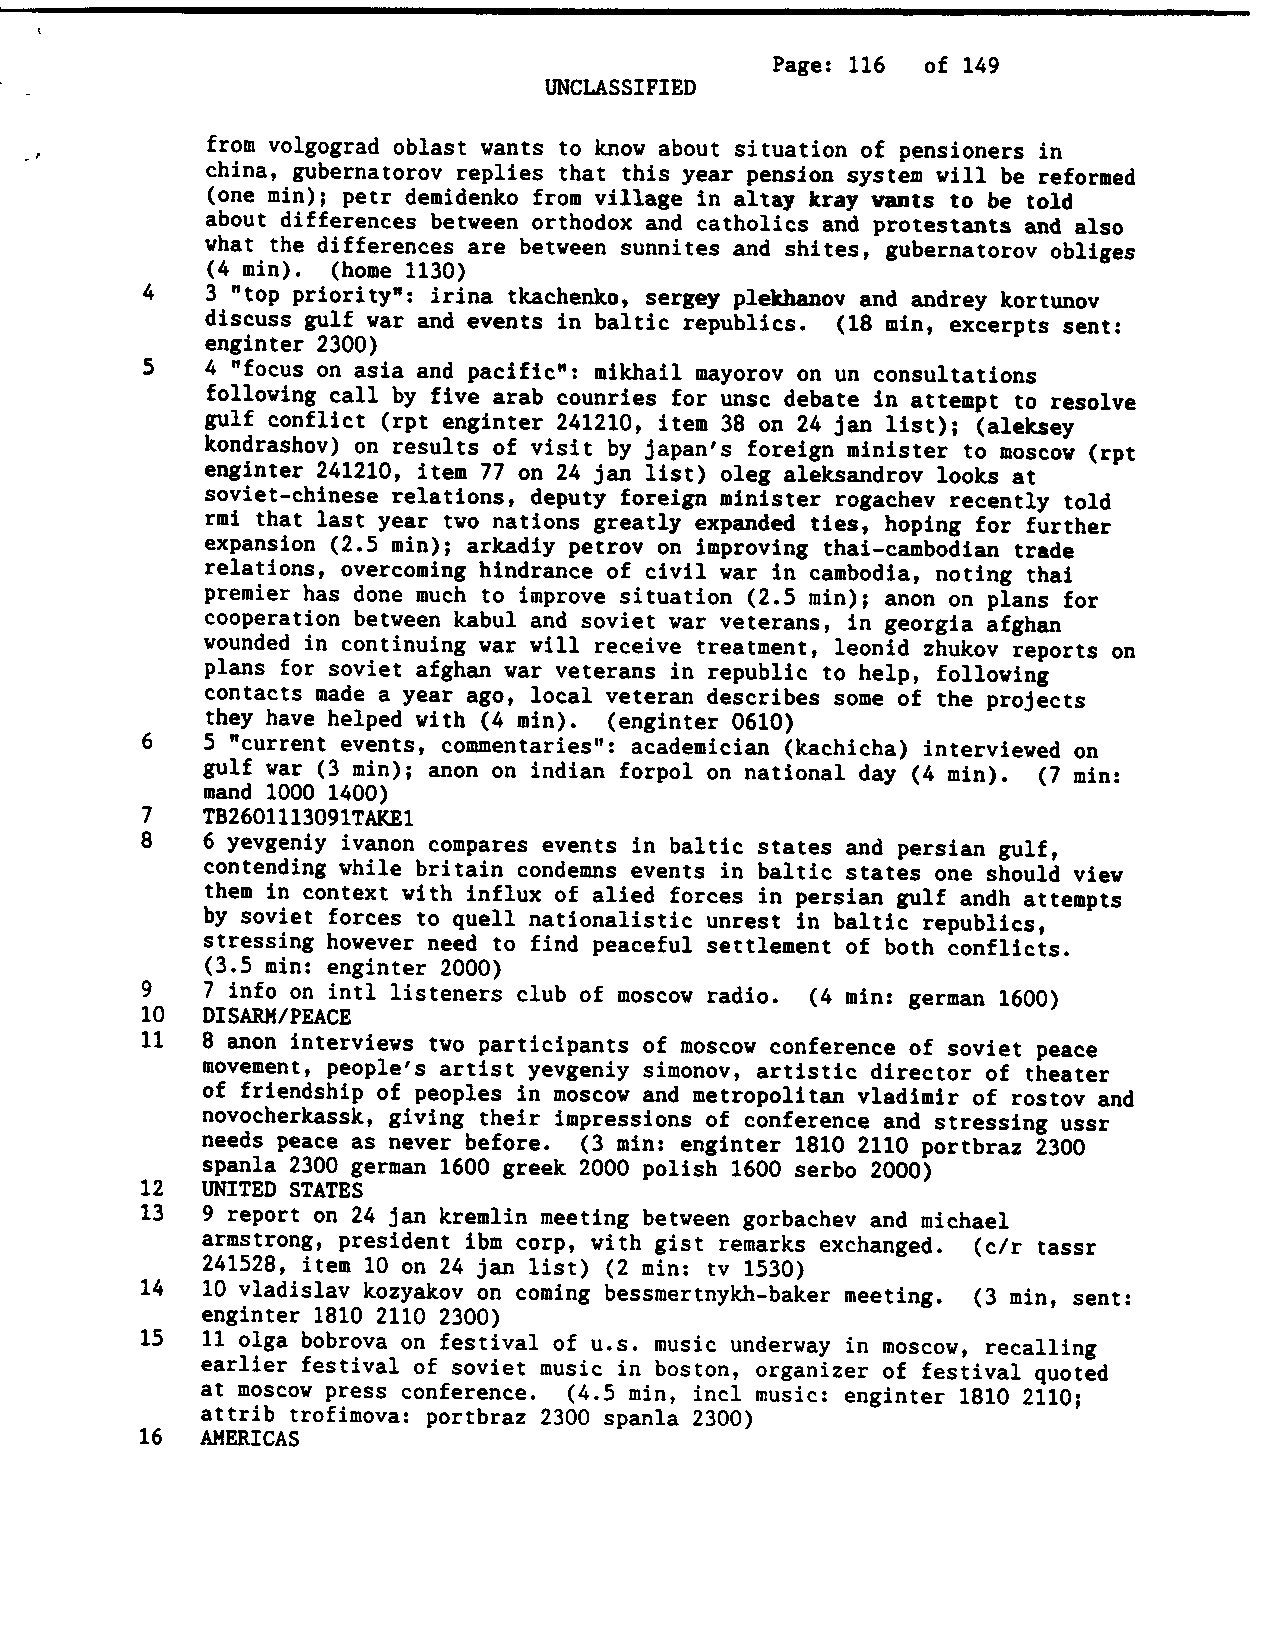 Page: 116 of 149
UNCLASSIFIED
from volgograd oblast wants to know about situation of pensioners in
china, gubernatorov replies that this year pension system will be reformed
(one min); petr demidenko from village in altay kray wants to be told
about differences between orthodox and catholics and protestants and also
what the differences are between sunnites and shites, gubernatorov obliges
(4 min). (home 1130)
4 3 "top priority": irina tkachenko, sergey plekhanov and andrey kortunov
discuss gulf war and events in baltic republics. (18 min, excerpts sent:
enginter 2300)
5 4 "focus on asia and pacific": mikhail mayorov on un consultations
following call by five arab counries for unsc debate in attempt to resolve
gulf conflict (rpt enginter 241210, item 38 on 24 jan list); (aleksey
kondrashov) on results of visit by japan's foreign minister to moscow (rpt
enginter 241210, item 77 on 24 jan list) oleg aleksandrov looks at
soviet-chinese relations, deputy foreign minister rogachev recently told
rmi that last year two nations greatly expanded ties, hoping for further
expansion (2.5 min); arkadiy petrov on improving thai-cambodian trade
relations, overcoming hindrance of civil war in cambodia, noting thai
premier has done much to improve situation (2.5 min); anon on plans for
cooperation between kabul and soviet war veterans, in georgia afghan
wounded in continuing war will receive treatment, leonid zhukov reports on
plans for soviet afghan war veterans in republic to help, following
contacts made a year ago, local veteran describes some of the projects
they have helped with (4 min). (enginter 0610)
6 5 "current events, commentaries": academician (kachicha) interviewed on
gulf war (3 min); anon on indian forpol on national day (4 min). (7 min:
mand 1000 1400)
7 TB2601113091TAKE1
8 6 yevgeniy ivanon compares events in baltic states and persian gulf,
contending while britain condemns events in baltic states one should view
them in context with influx of alied forces in persian gulf andh attempts
by soviet forces to quell nationalistic unrest in baltic republics,
stressing however need to find peaceful settlement of both conflicts.
(3.5 min: enginter 2000)
9 7 info on intl listeners club of moscow radio. (4 min: german 1600)
10 DISARM/PEACE
11 8 anon interviews two participants of moscow conference of soviet peace
movement, people's artist yevgeniy simonov, artistic director of theater
of friendship of peoples in moscow and metropolitan vladimir of rostov and
novocherkassk, giving their impressions of conference and stressing ussr
needs peace as never before. (3 min: enginter 1810 2110 portbraz 2300
spanla 2300 german 1600 greek 2000 polish 1600 serbo 2000)
12 UNITED STATES
13 9 report on 24 jan kremlin meeting between gorbachev and michael
armstrong, president ibm corp, with gist remarks exchanged. (c/r tassr
241528, item 10 on 24 jan list) (2 min: tv 1530)
14 10 vladislav kozyakov on coming bessmertnykh-baker meeting. (3 min, sent:
enginter 1810 2110 2300)
15 11 olga bobrova on festival of u.s. music underway in moscow, recalling
earlier festival of soviet music in boston, organizer of festival quoted
at moscow press conference. (4.5 min, incl music: enginter 1810 2110;
attrib trofimova: portbraz 2300 spanla 2300)
16 AMERICAS